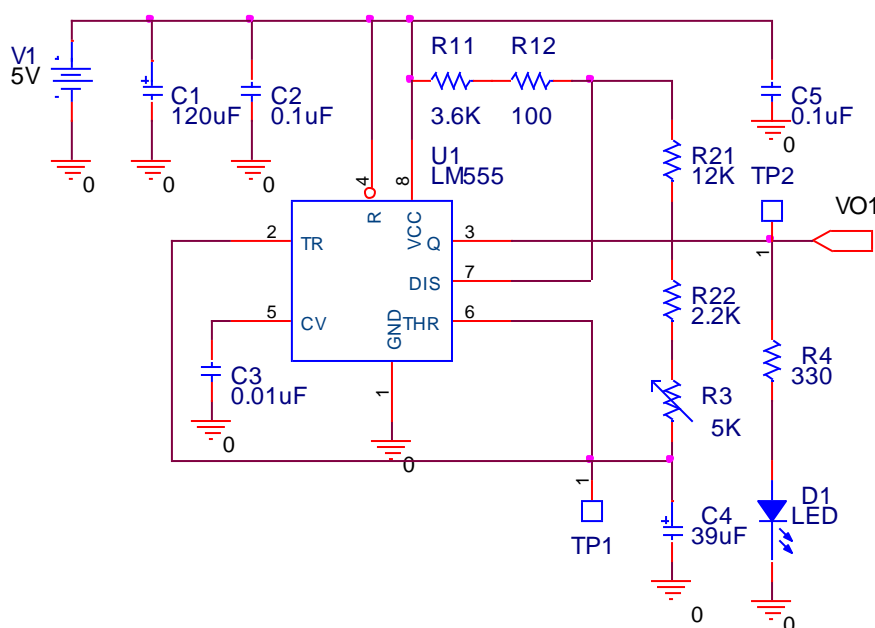 V1
5V
C1
120uF
C2
0.1uF
R11
3.6K
R12
100
C5
0.1uF
0
0
0
0
U1
LM555
4
8
R
VCC
2
TR
3
Q
7
DIS
6
THR
5
CV
GND
1
R21
12K
TP2
VO1
1
R22
2.2K
R4
330
C3
0.01uF
0
0
R3
5K
1
TP1
C4
39uF
0
D1
LED
0